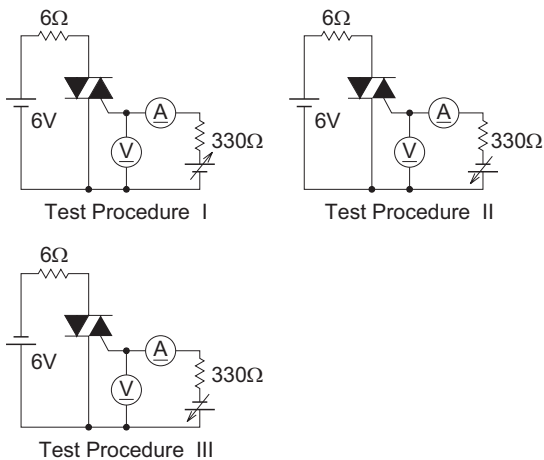 6Ω
6V
A
V
330Ω
Test Procedure I
6Ω
6V
A
V
330Ω
Test Procedure II
6Ω
6V
A
V
330Ω
Test Procedure III